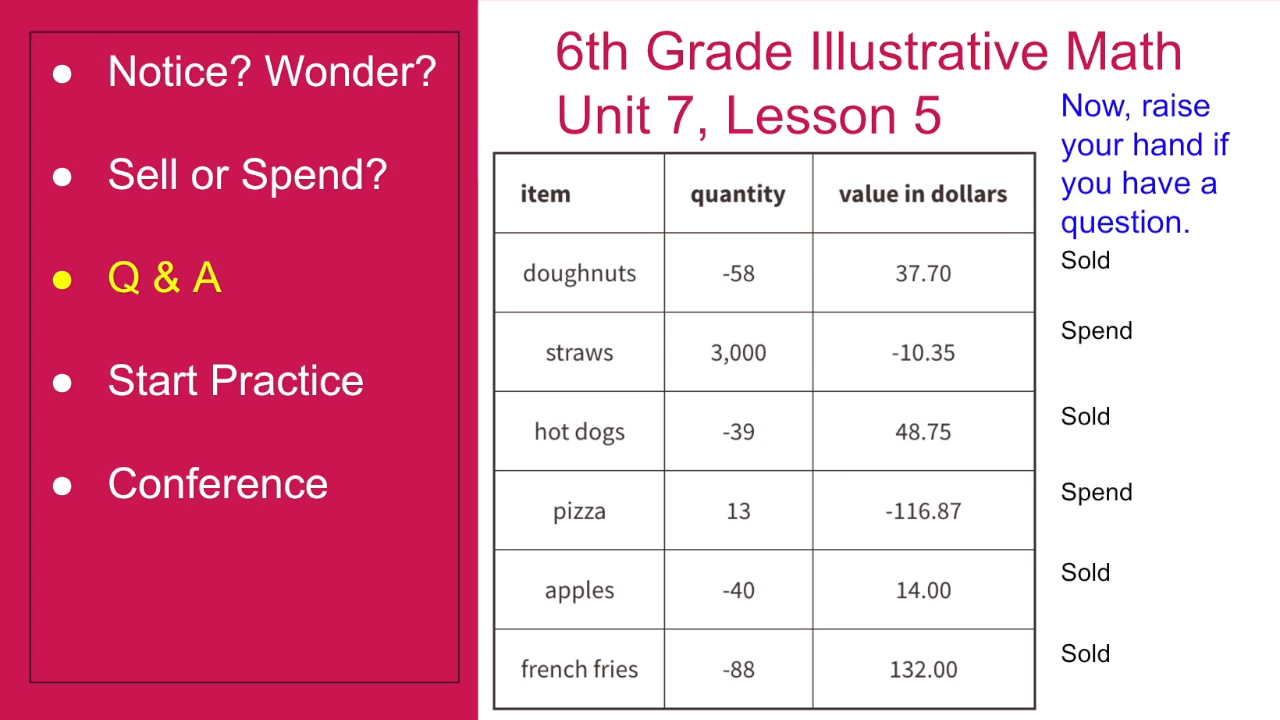 ● Notice? Wonder?
● Sell or Spend?
● Q & A
● Start Practice
● Conference
6th Grade Illustrative Math
Unit 7, Lesson 5
Now, raise
your hand if
you have a
question.
item quantity value in dollars
doughnuts -58 37.70 Sold
straws 3,000 -10.35 Spend
hot dogs -39 48.75 Sold
pizza 13 -116.87 Spend
apples -40 14.00 Sold
french fries -88 132.00 Sold